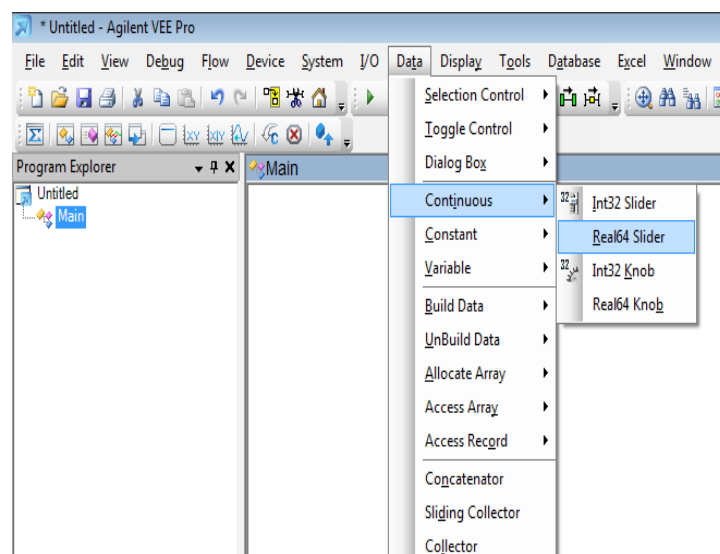 * Untitled - Agilent VEE Pro
File Edit View Debug Flow Device System I/O Data Display Tools Database Excel Window
Program Explorer
Untitled
Main
Main
Selection Control
Toggle Control
Dialog Box
Continuous
Constant
Variable
Build Data
UnBuild Data
Allocate Array
Access Array
Access Record
Concatenator
Sliding Collector
Collector
32 Int32 Slider
Real64 Slider
32 Int32 Knob
Real64 Knob